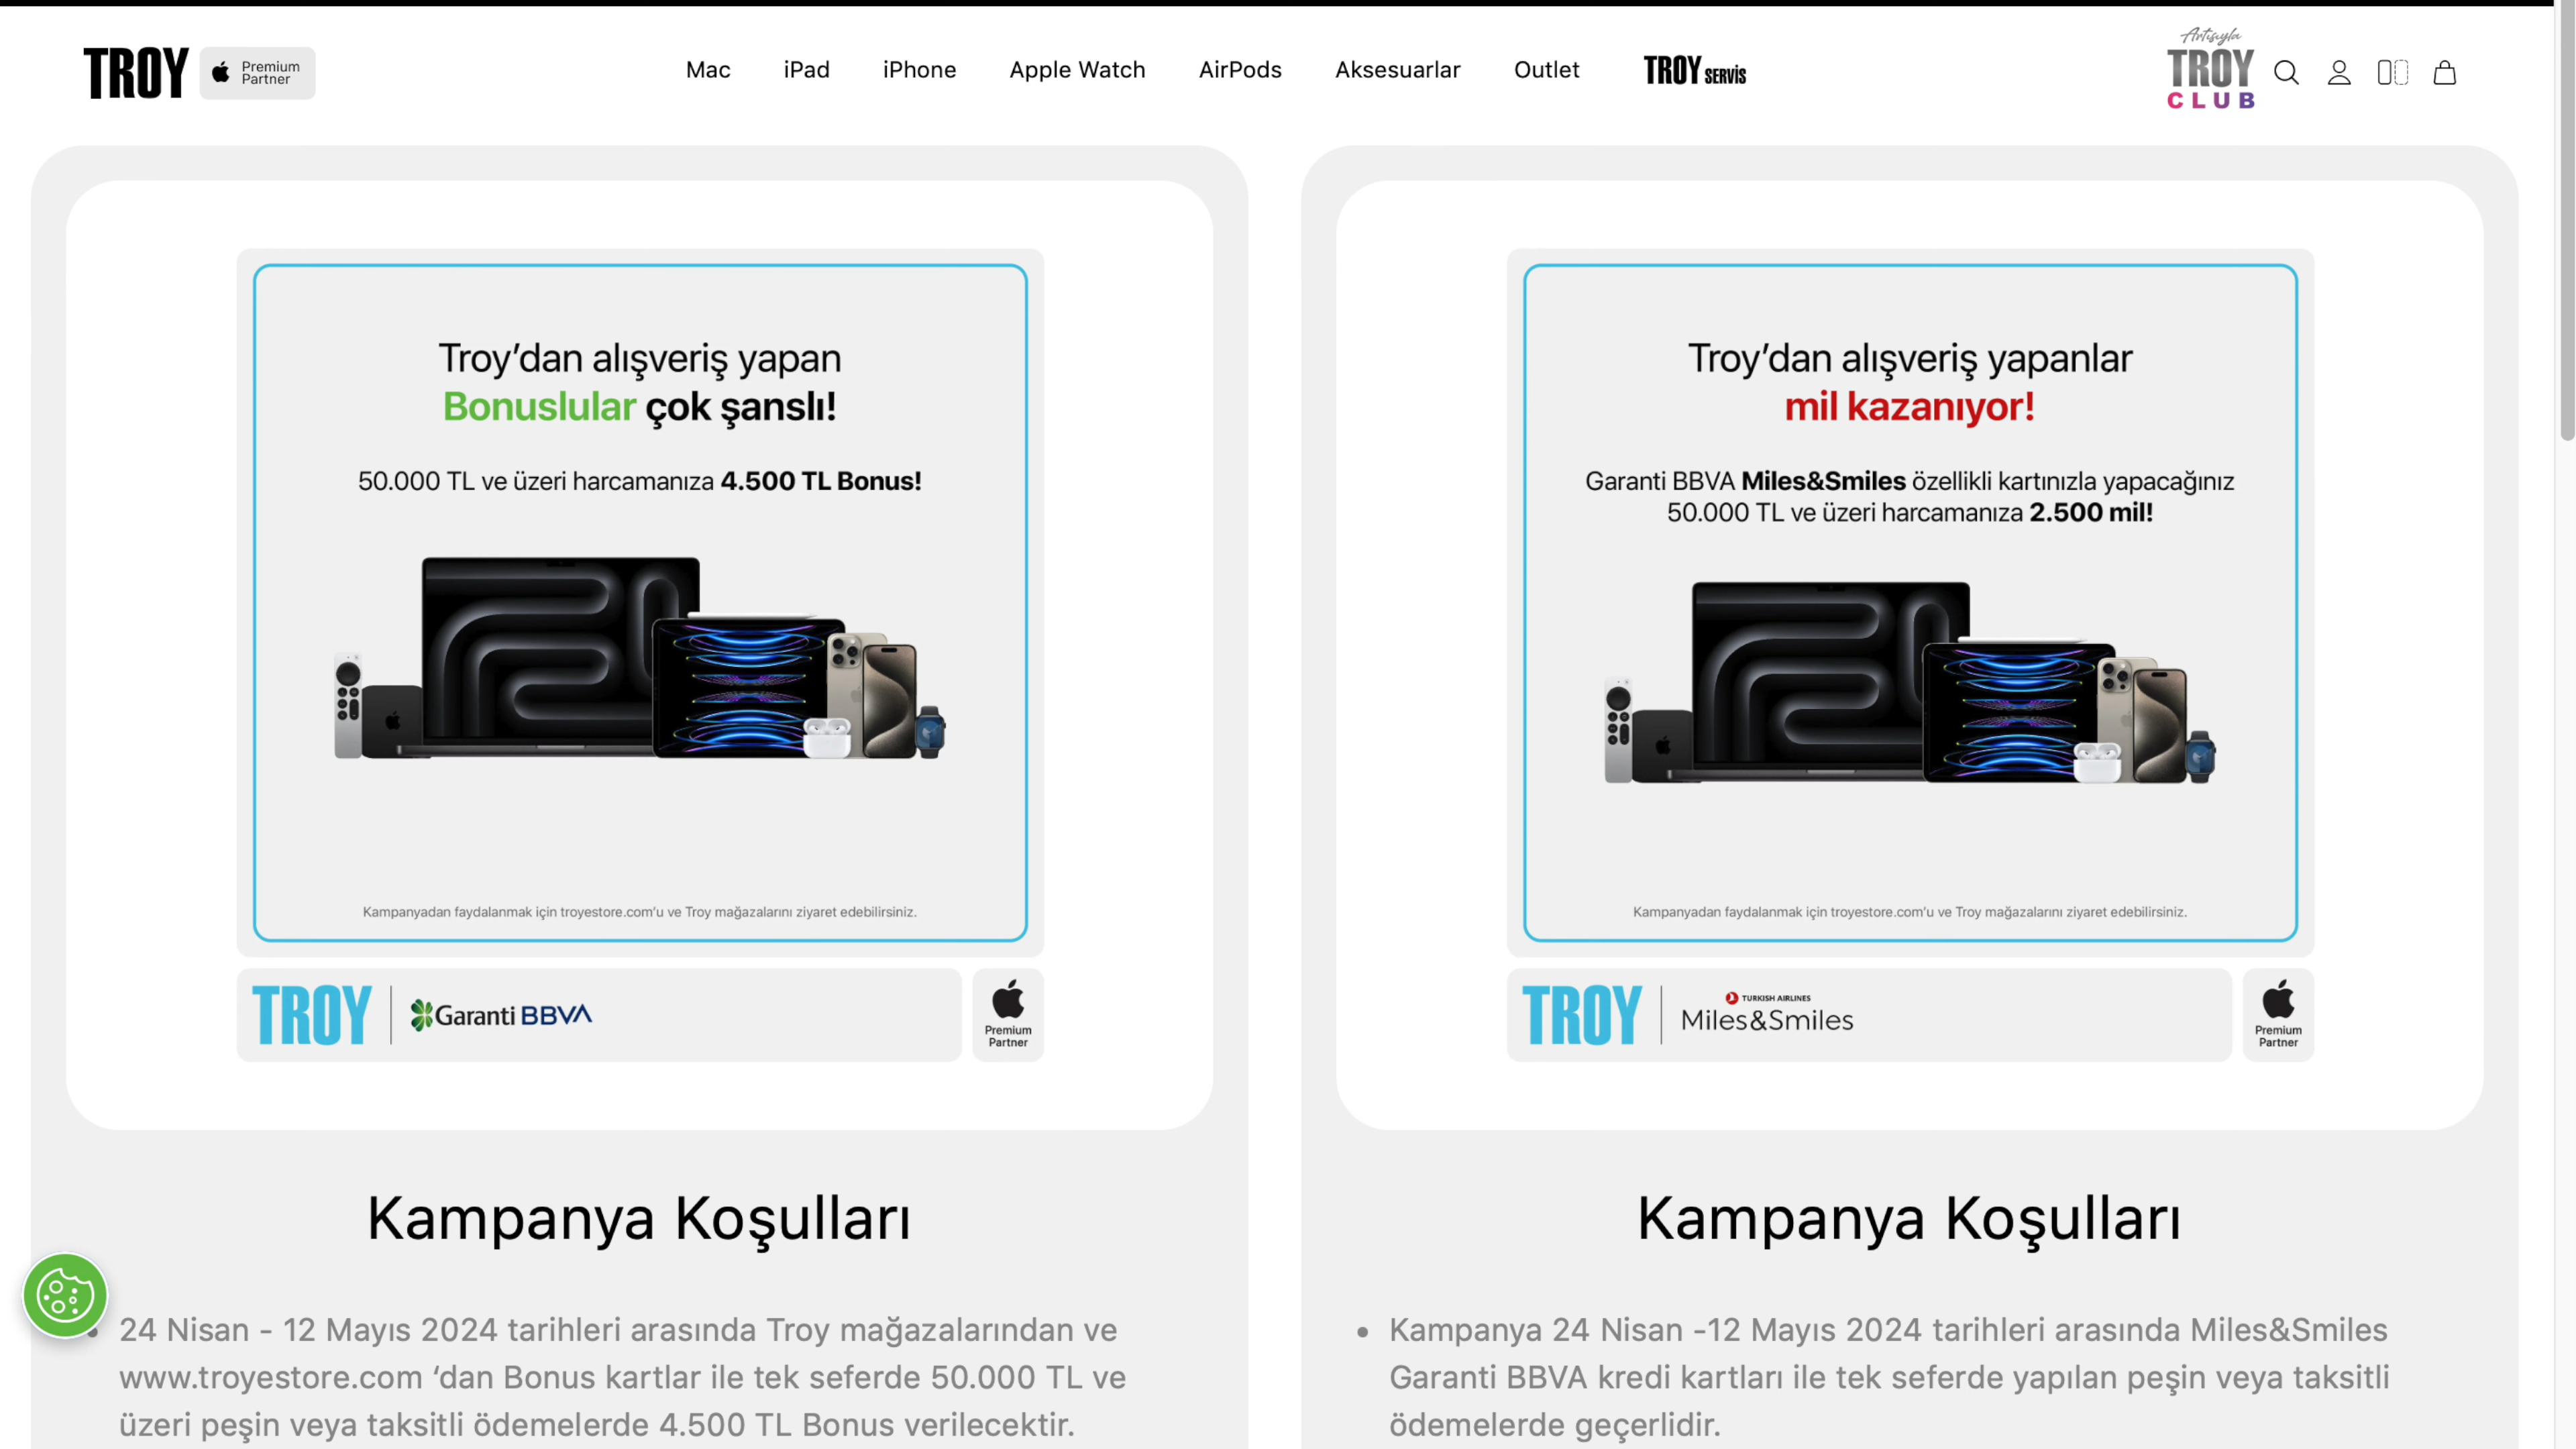 TROY
Premium
Partner
Mac
iPad
iPhone
Apple Watch
AirPods
Aksesuarlar
Outlet
TROY SERVİS
Artısıyla
TROY
CLUB
Troy’dan alışveriş yapan
Bonuslular çok şanslı!
50.000 TL ve üzeri harcamanıza 4.500 TL Bonus!
Kampanyadan faydalanmak için troyestore.com’u ve Troy mağazalarını ziyaret edebilirsiniz.
TROY
Garanti BBVA
Premium
Partner
Kampanya Koşulları
24 Nisan - 12 Mayıs 2024 tarihleri arasında Troy mağazalarından ve
www.troyestore.com ‘dan Bonus kartlar ile tek seferde 50.000 TL ve
üzeri peşin veya taksitli ödemelerde 4.500 TL Bonus verilecektir.
Troy’dan alışveriş yapanlar
mil kazanıyor!
Garanti BBVA Miles&Smiles özellikli kartınızla yapacağınız
50.000 TL ve üzeri harcamanıza 2.500 mil!
Kampanyadan faydalanmak için troyestore.com’u ve Troy mağazalarını ziyaret edebilirsiniz.
TROY
TURKISH AIRLINES
Miles&Smiles
Premium
Partner
Kampanya Koşulları
Kampanya 24 Nisan -12 Mayıs 2024 tarihleri arasında Miles&Smiles
Garanti BBVA kredi kartları ile tek seferde yapılan peşin veya taksitli
ödemelerde geçerlidir.